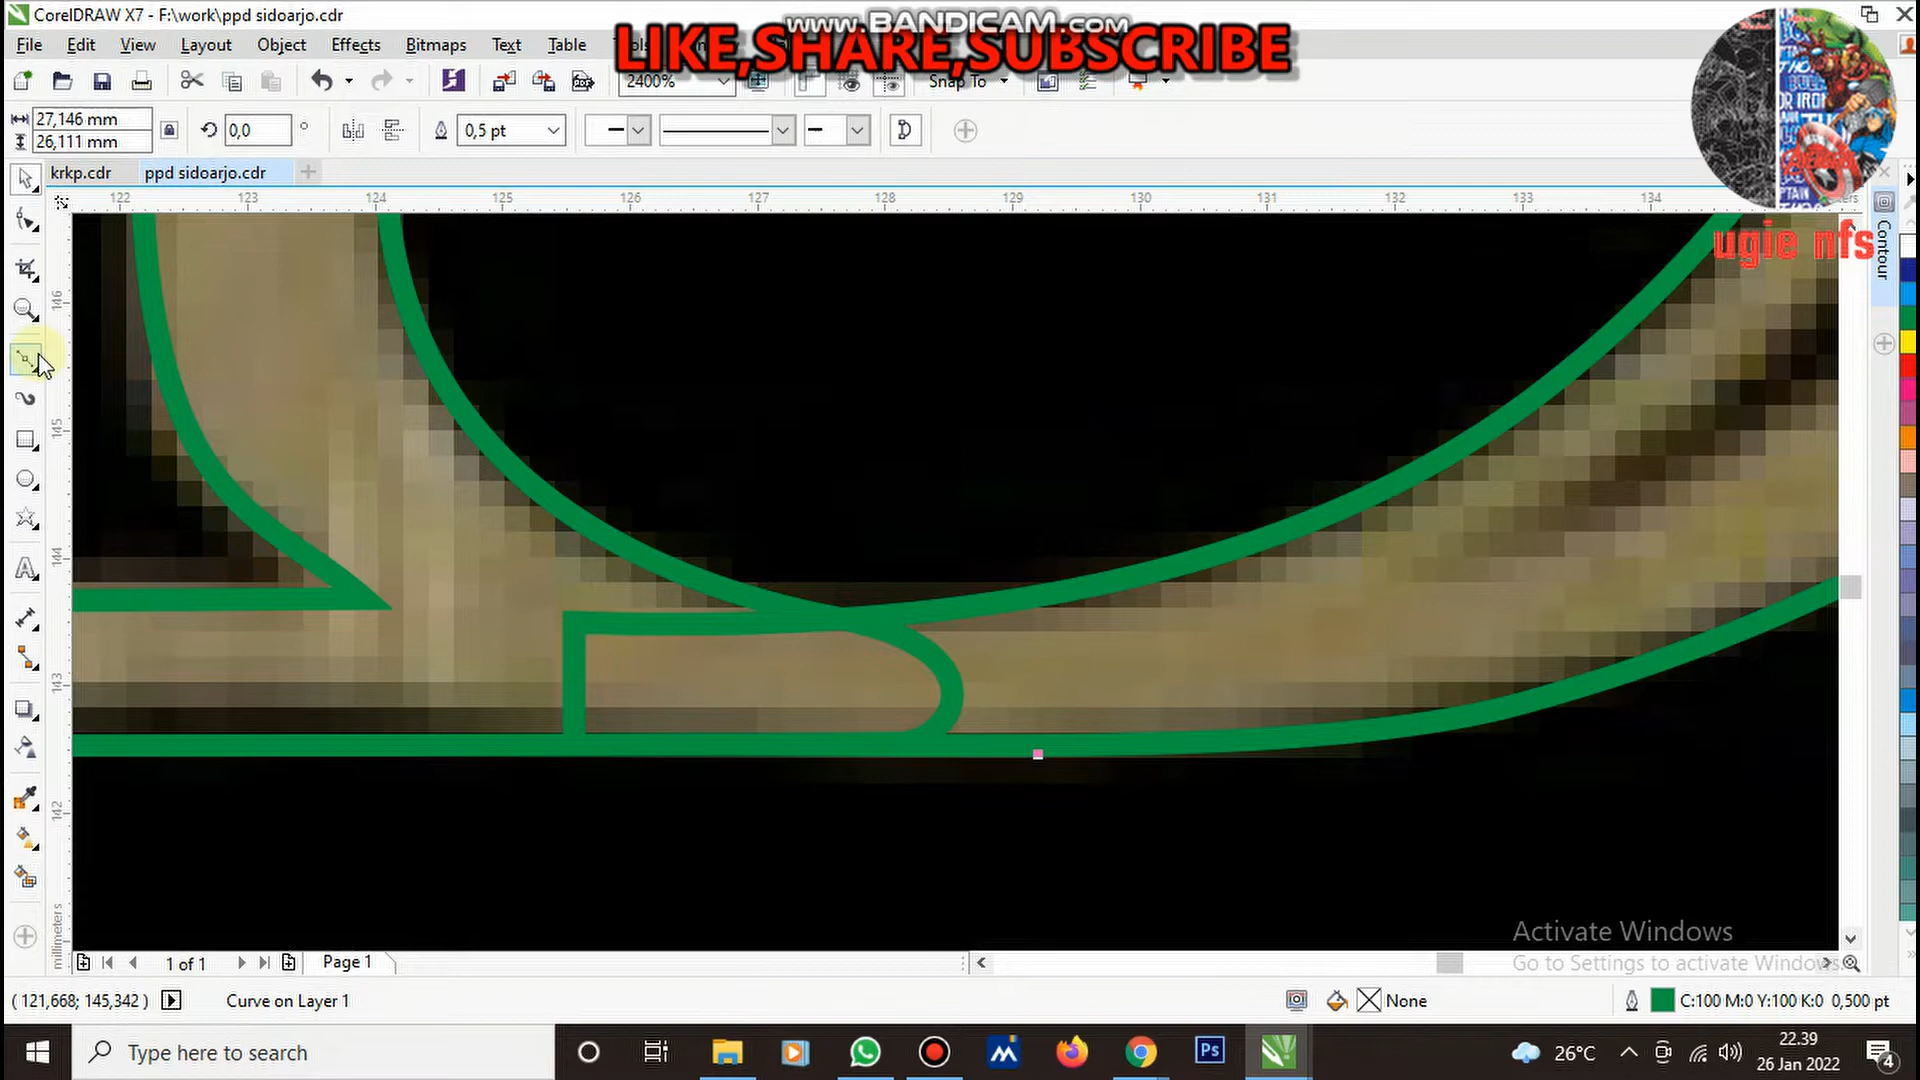 CorelDRAW X7 - F:\work\ppd sidoarjo.cdr
www.BANDICAM.com
File Edit View Layout Object Effects Bitmaps Text Table
LIKE,SHARE,SUBSCRIBE
2400% Snap To
27,146 mm
26,111 mm
0,0 ° 0,5 pt
krkp.cdr ppd sidoarjo.cdr
122 123 124 125 126 127 128 129 130 131 132 133 134
ugie nfs
Contour
146
145
144
143
142
millimeters
Activate Windows
Go to Settings to activate Windows.
1 of 1 Page 1
( 121,668; 145,342 ) Curve on Layer 1 None C:100 M:0 Y:100 K:0 0,500 pt
Type here to search
Ps
26°C
22.39
26 Jan 2022
4